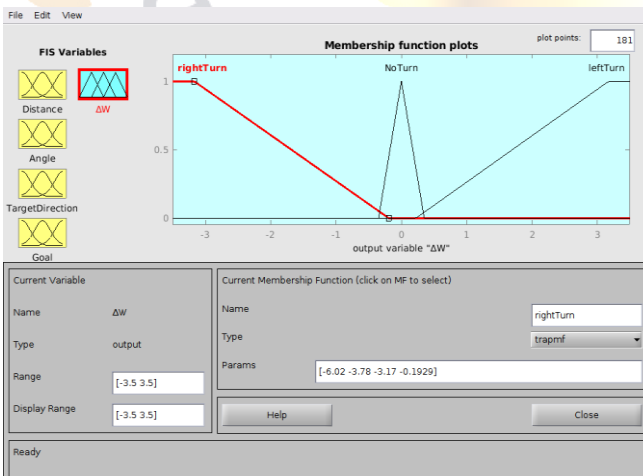 File Edit View
FIS Variables
Distance
ΔW
Angle
TargetDirection
Goal
Membership function plots
plot points:
181
rightTurn
NoTurn
leftTurn
1
0.5
0
-3
-2
-1
0
1
2
3
output variable "ΔW"
Current Variable
Name
ΔW
Type
output
Range
[-3.5 3.5]
Display Range
[-3.5 3.5]
Current Membership Function (click on MF to select)
Name
rightTurn
Type
trapmf
Params
[-6.02 -3.78 -3.17 -0.1929]
Help
Close
Ready